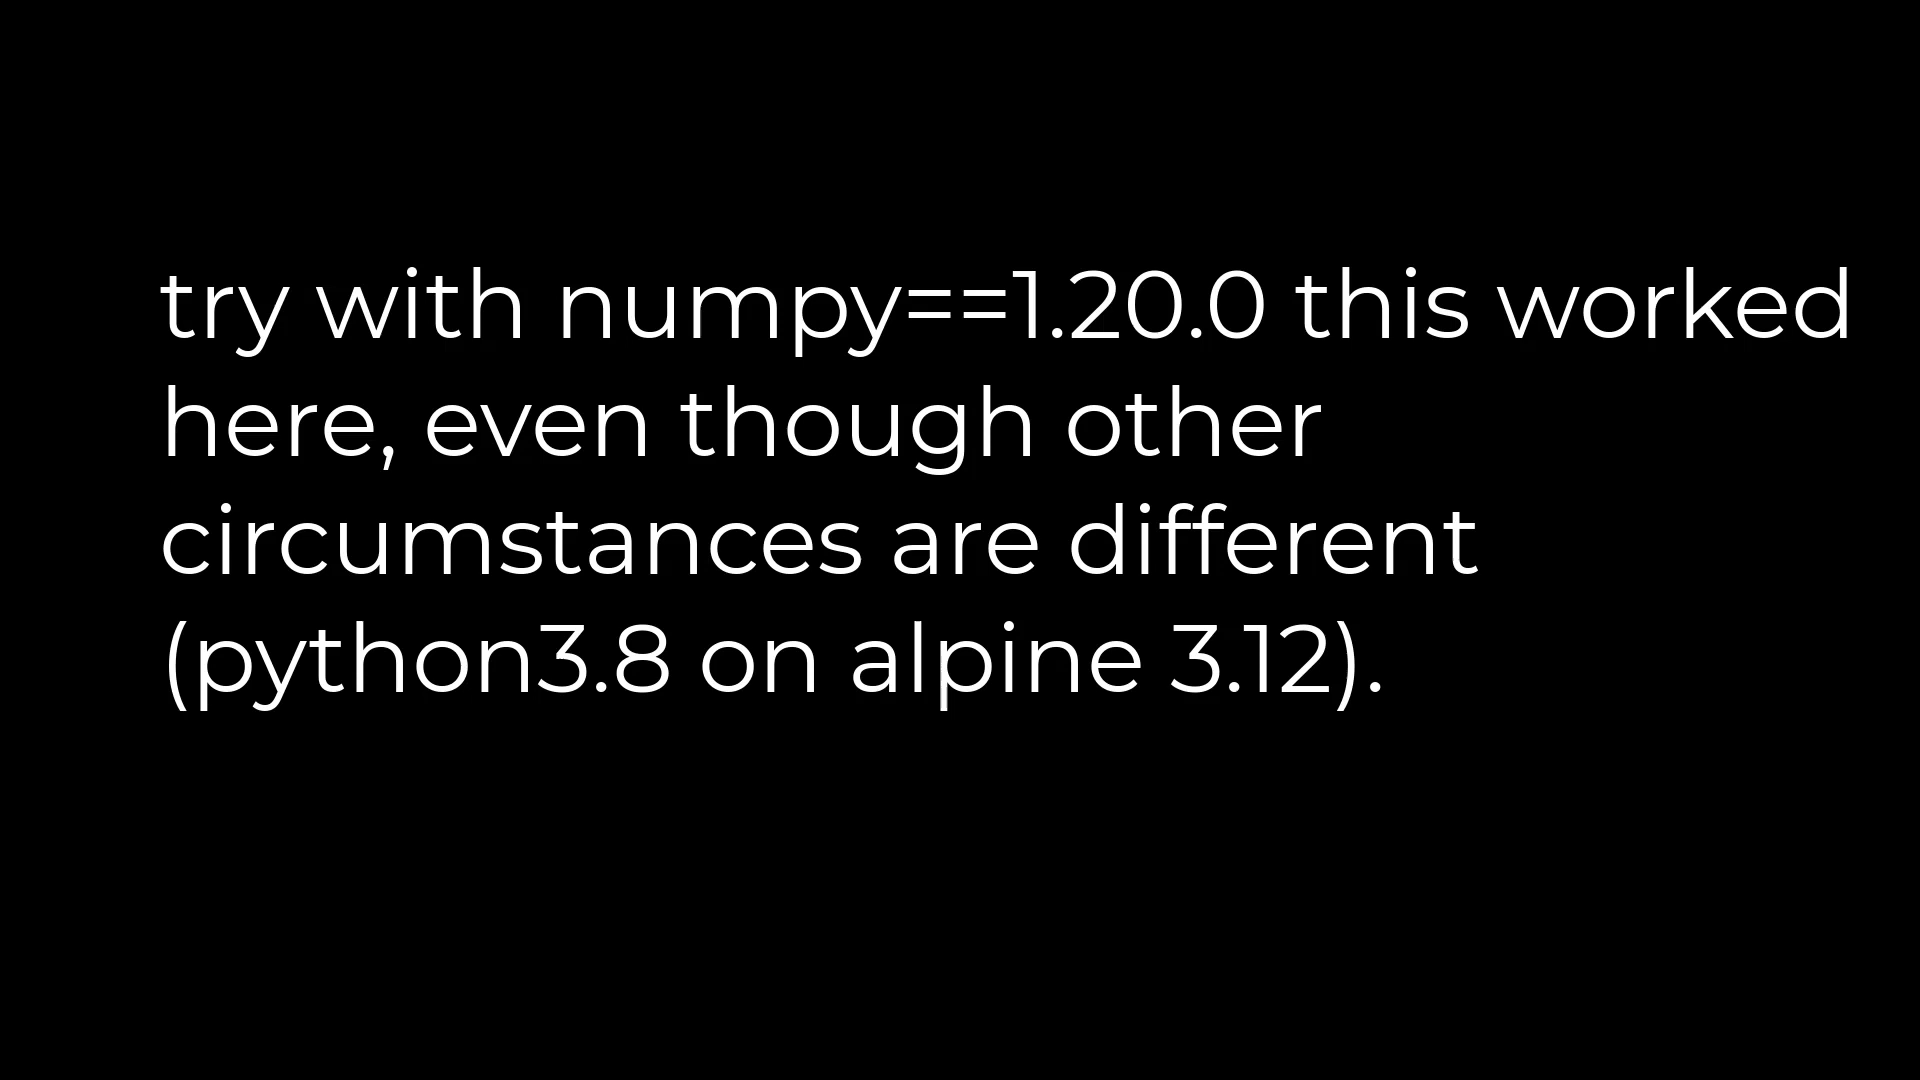 try with numpy==1.20.0 this worked
here, even though other
circumstances are different
(python3.8 on alpine 3.12).